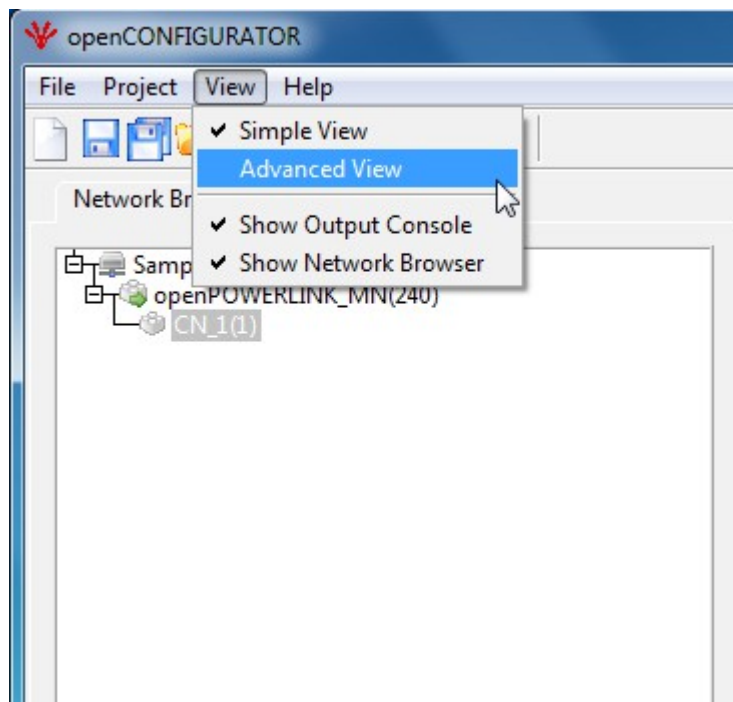 openCONFIGURATOR
File Project View Help
Simple View
Advanced View
Network Br
Show Output Console
Show Network Browser
Samp
openPOWERLINK_MN(240)
CN_1(1)